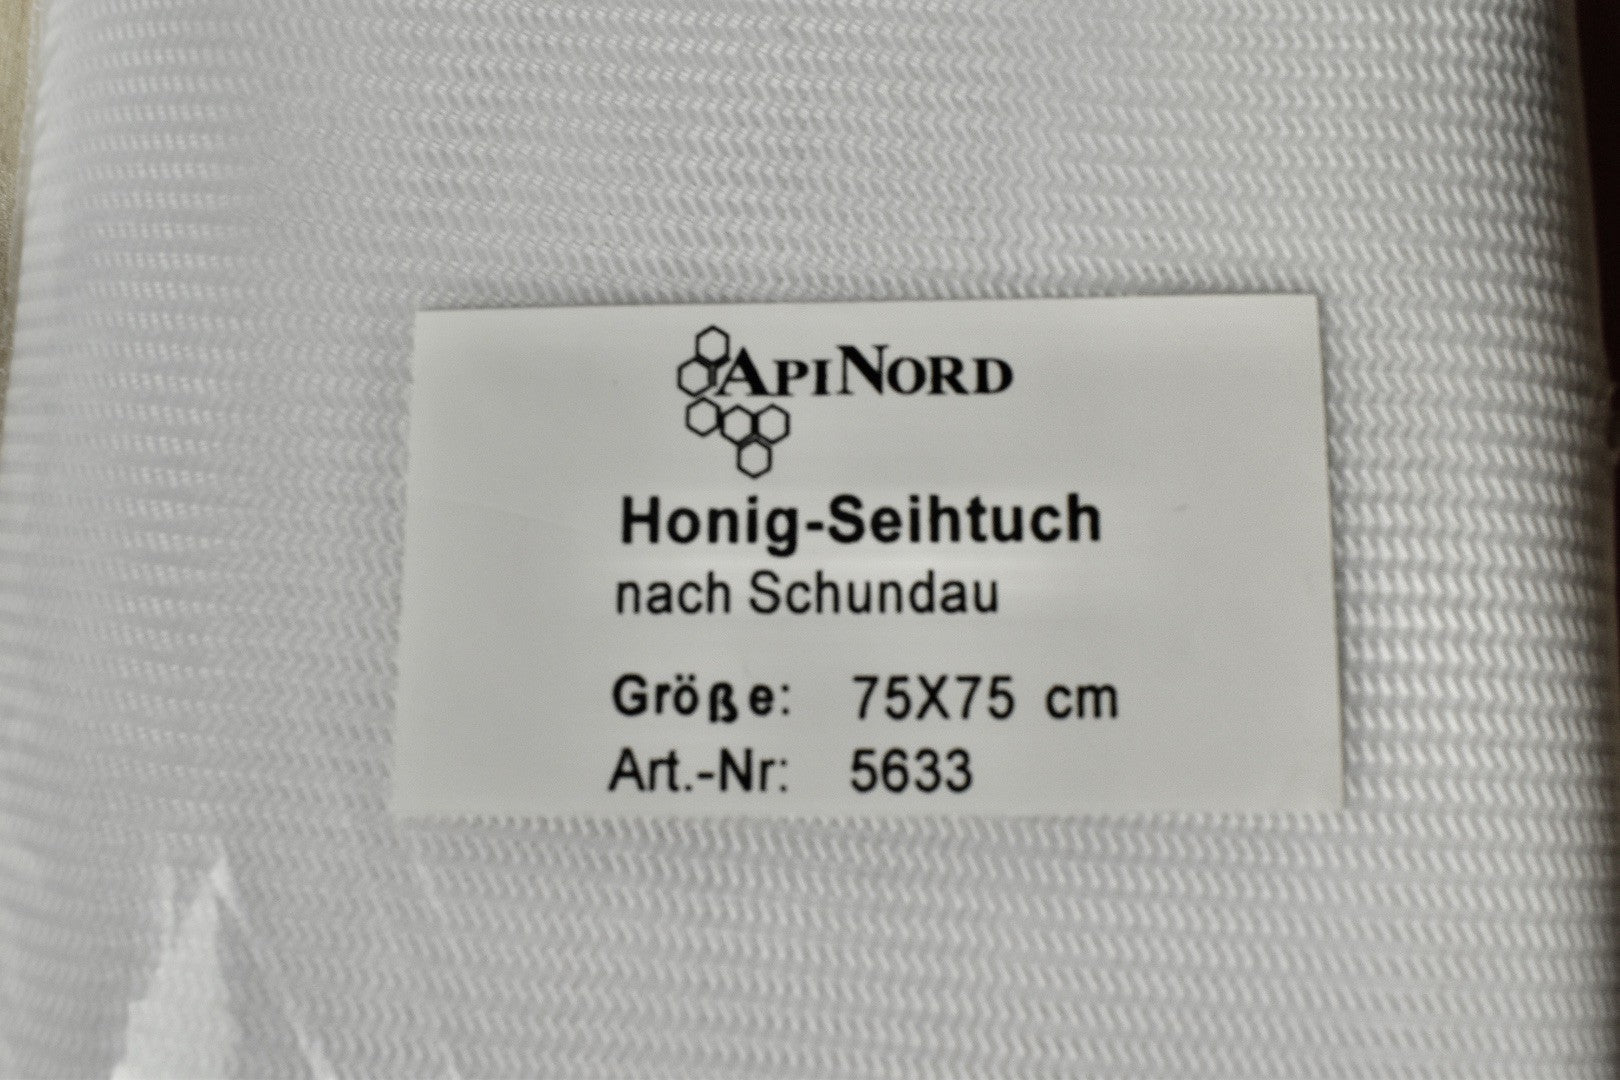 ApiNord
Honig-Seihtuch
nach Schundau
Größe: 75X75 cm
Art.-Nr: 5633